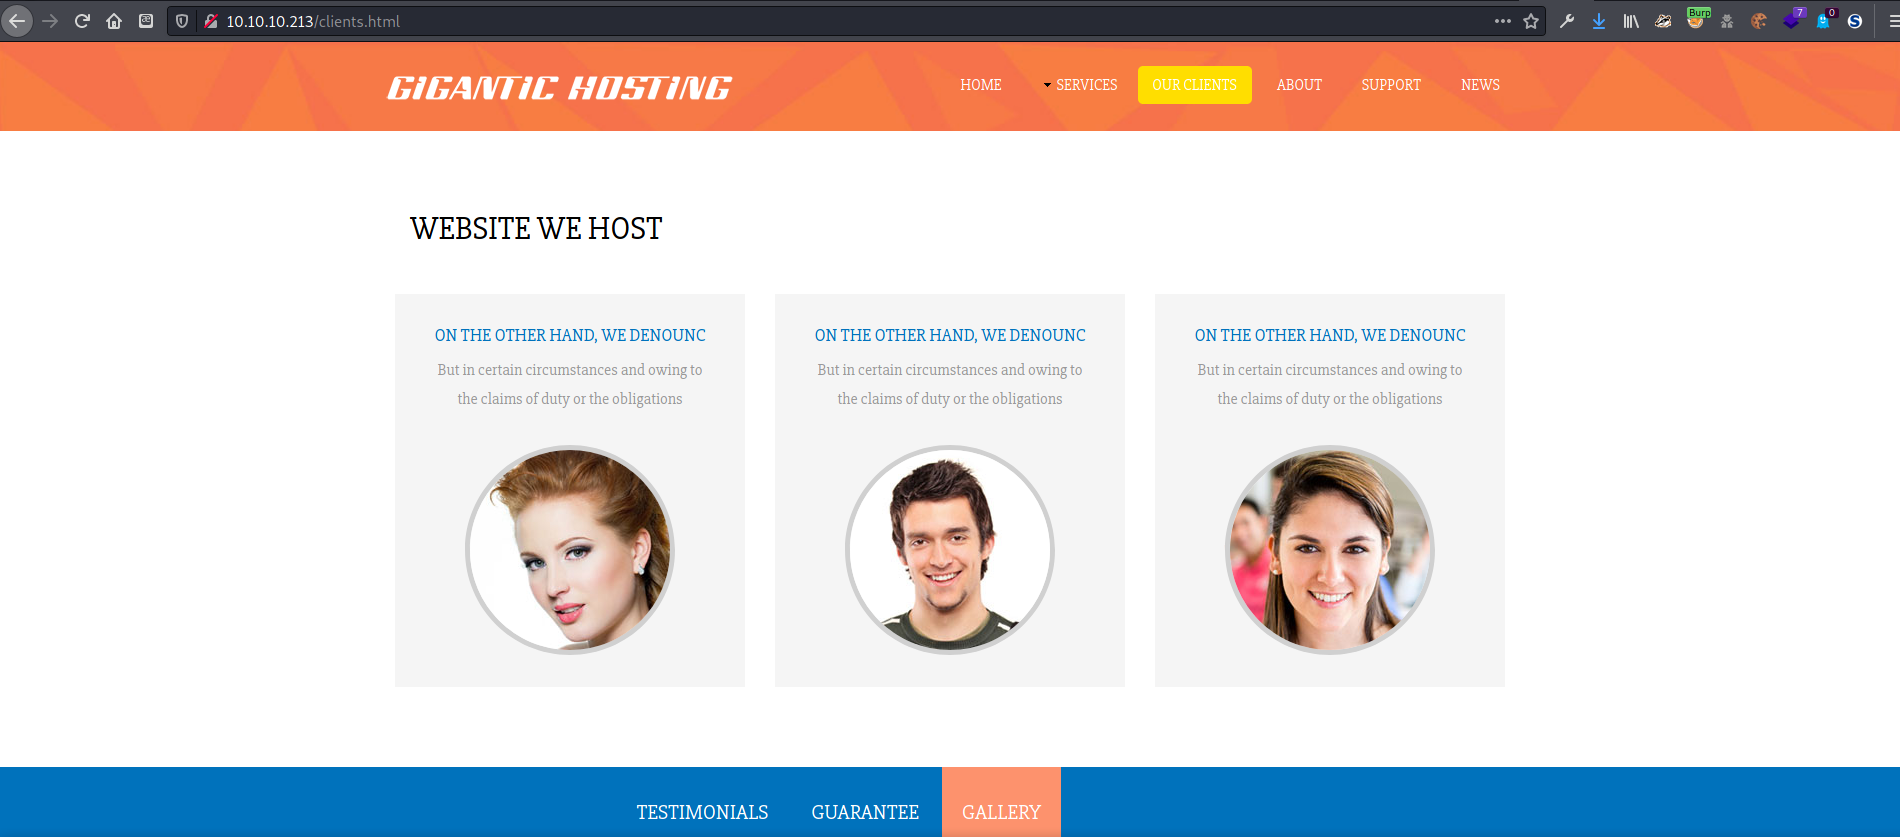 10.10.10.213/clients.html
Burp
7
0
GIGANTIC HOSTING
HOME
SERVICES
OUR CLIENTS
ABOUT
SUPPORT
NEWS
WEBSITE WE HOST
ON THE OTHER HAND, WE DENOUNC
But in certain circumstances and owing to
the claims of duty or the obligations
ON THE OTHER HAND, WE DENOUNC
But in certain circumstances and owing to
the claims of duty or the obligations
ON THE OTHER HAND, WE DENOUNC
But in certain circumstances and owing to
the claims of duty or the obligations
TESTIMONIALS
GUARANTEE
GALLERY